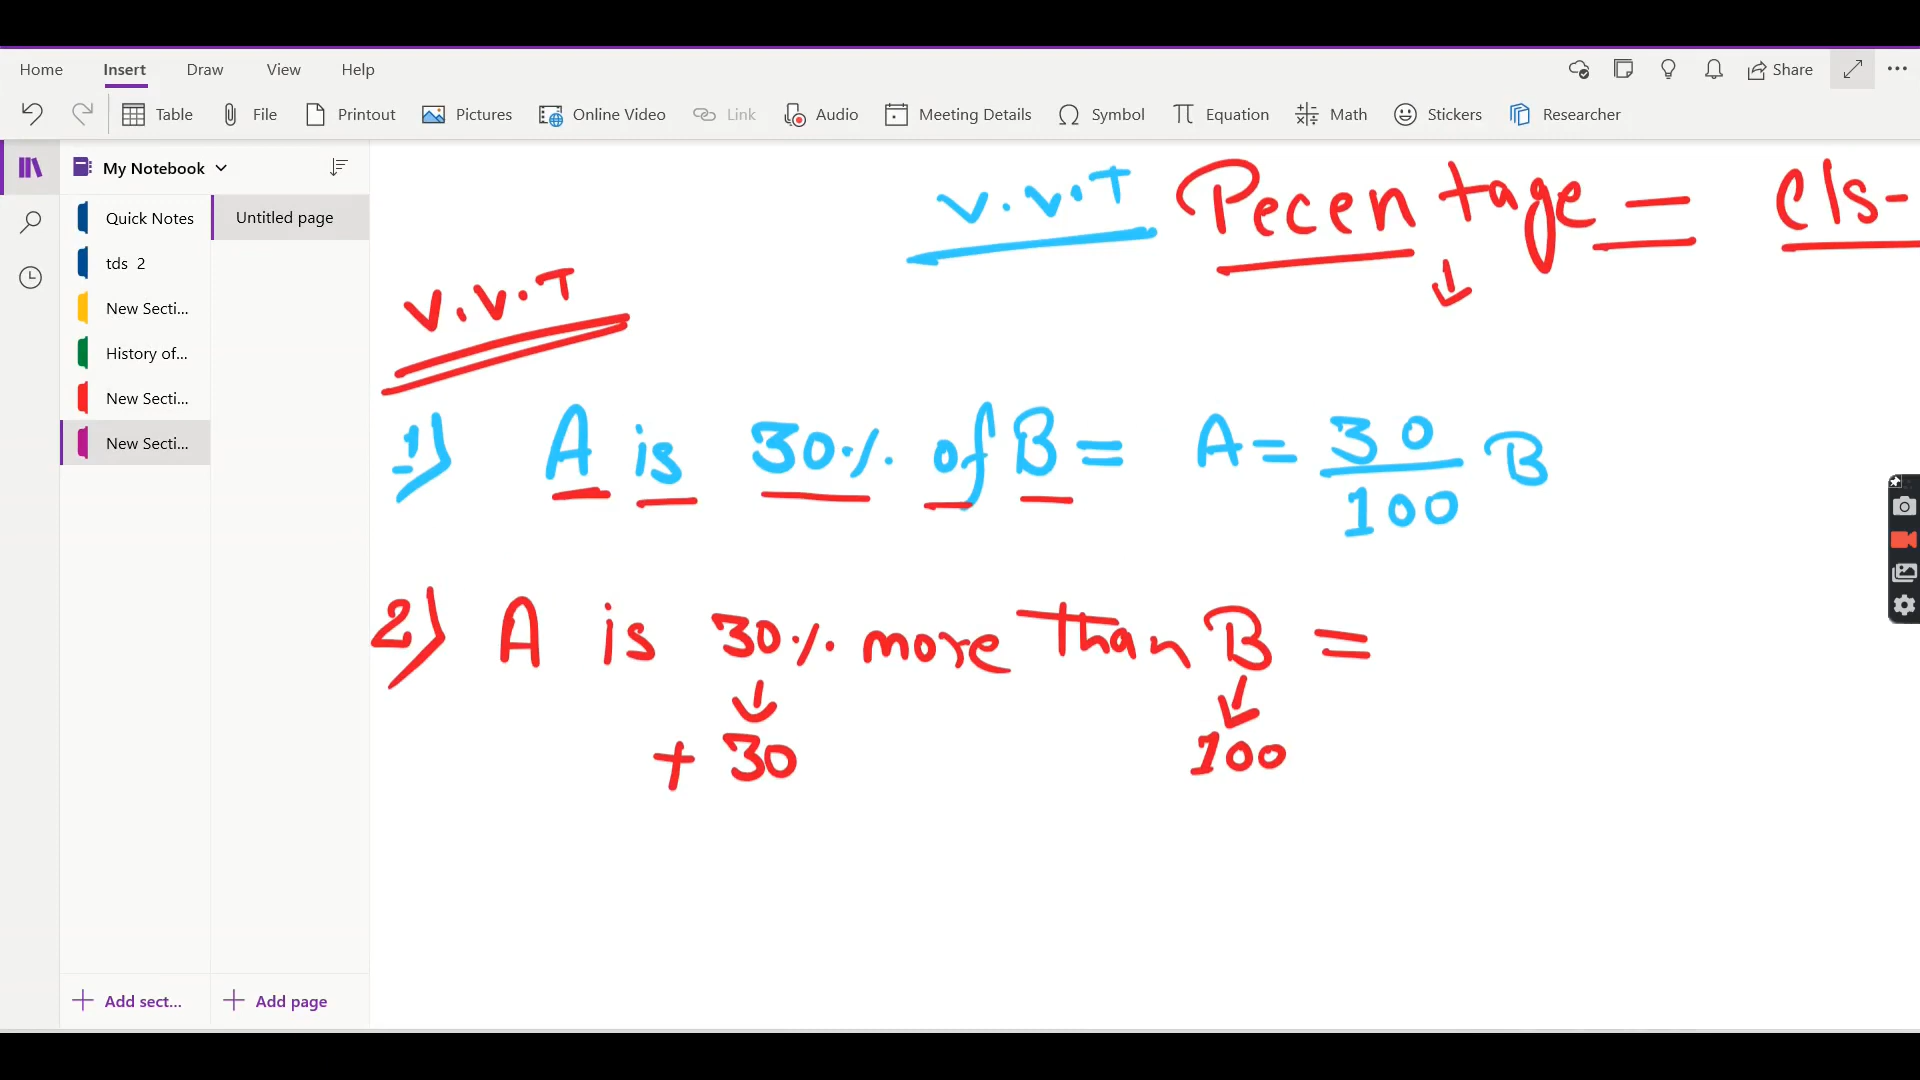 Home Insert Draw View Help Share
Table File Printout Pictures Online Video Link Audio Meeting Details Symbol Equation Math Stickers Researcher
My Notebook
Quick Notes
tds 2
New Secti...
History of...
New Secti...
New Secti...
Untitled page
Add sect...
Add page
V.V.T Pecentage = Cls-
V.V.T
1) A is 30% of B = A = 30/100 B
2) A is 30% more than B =
+ 30 100